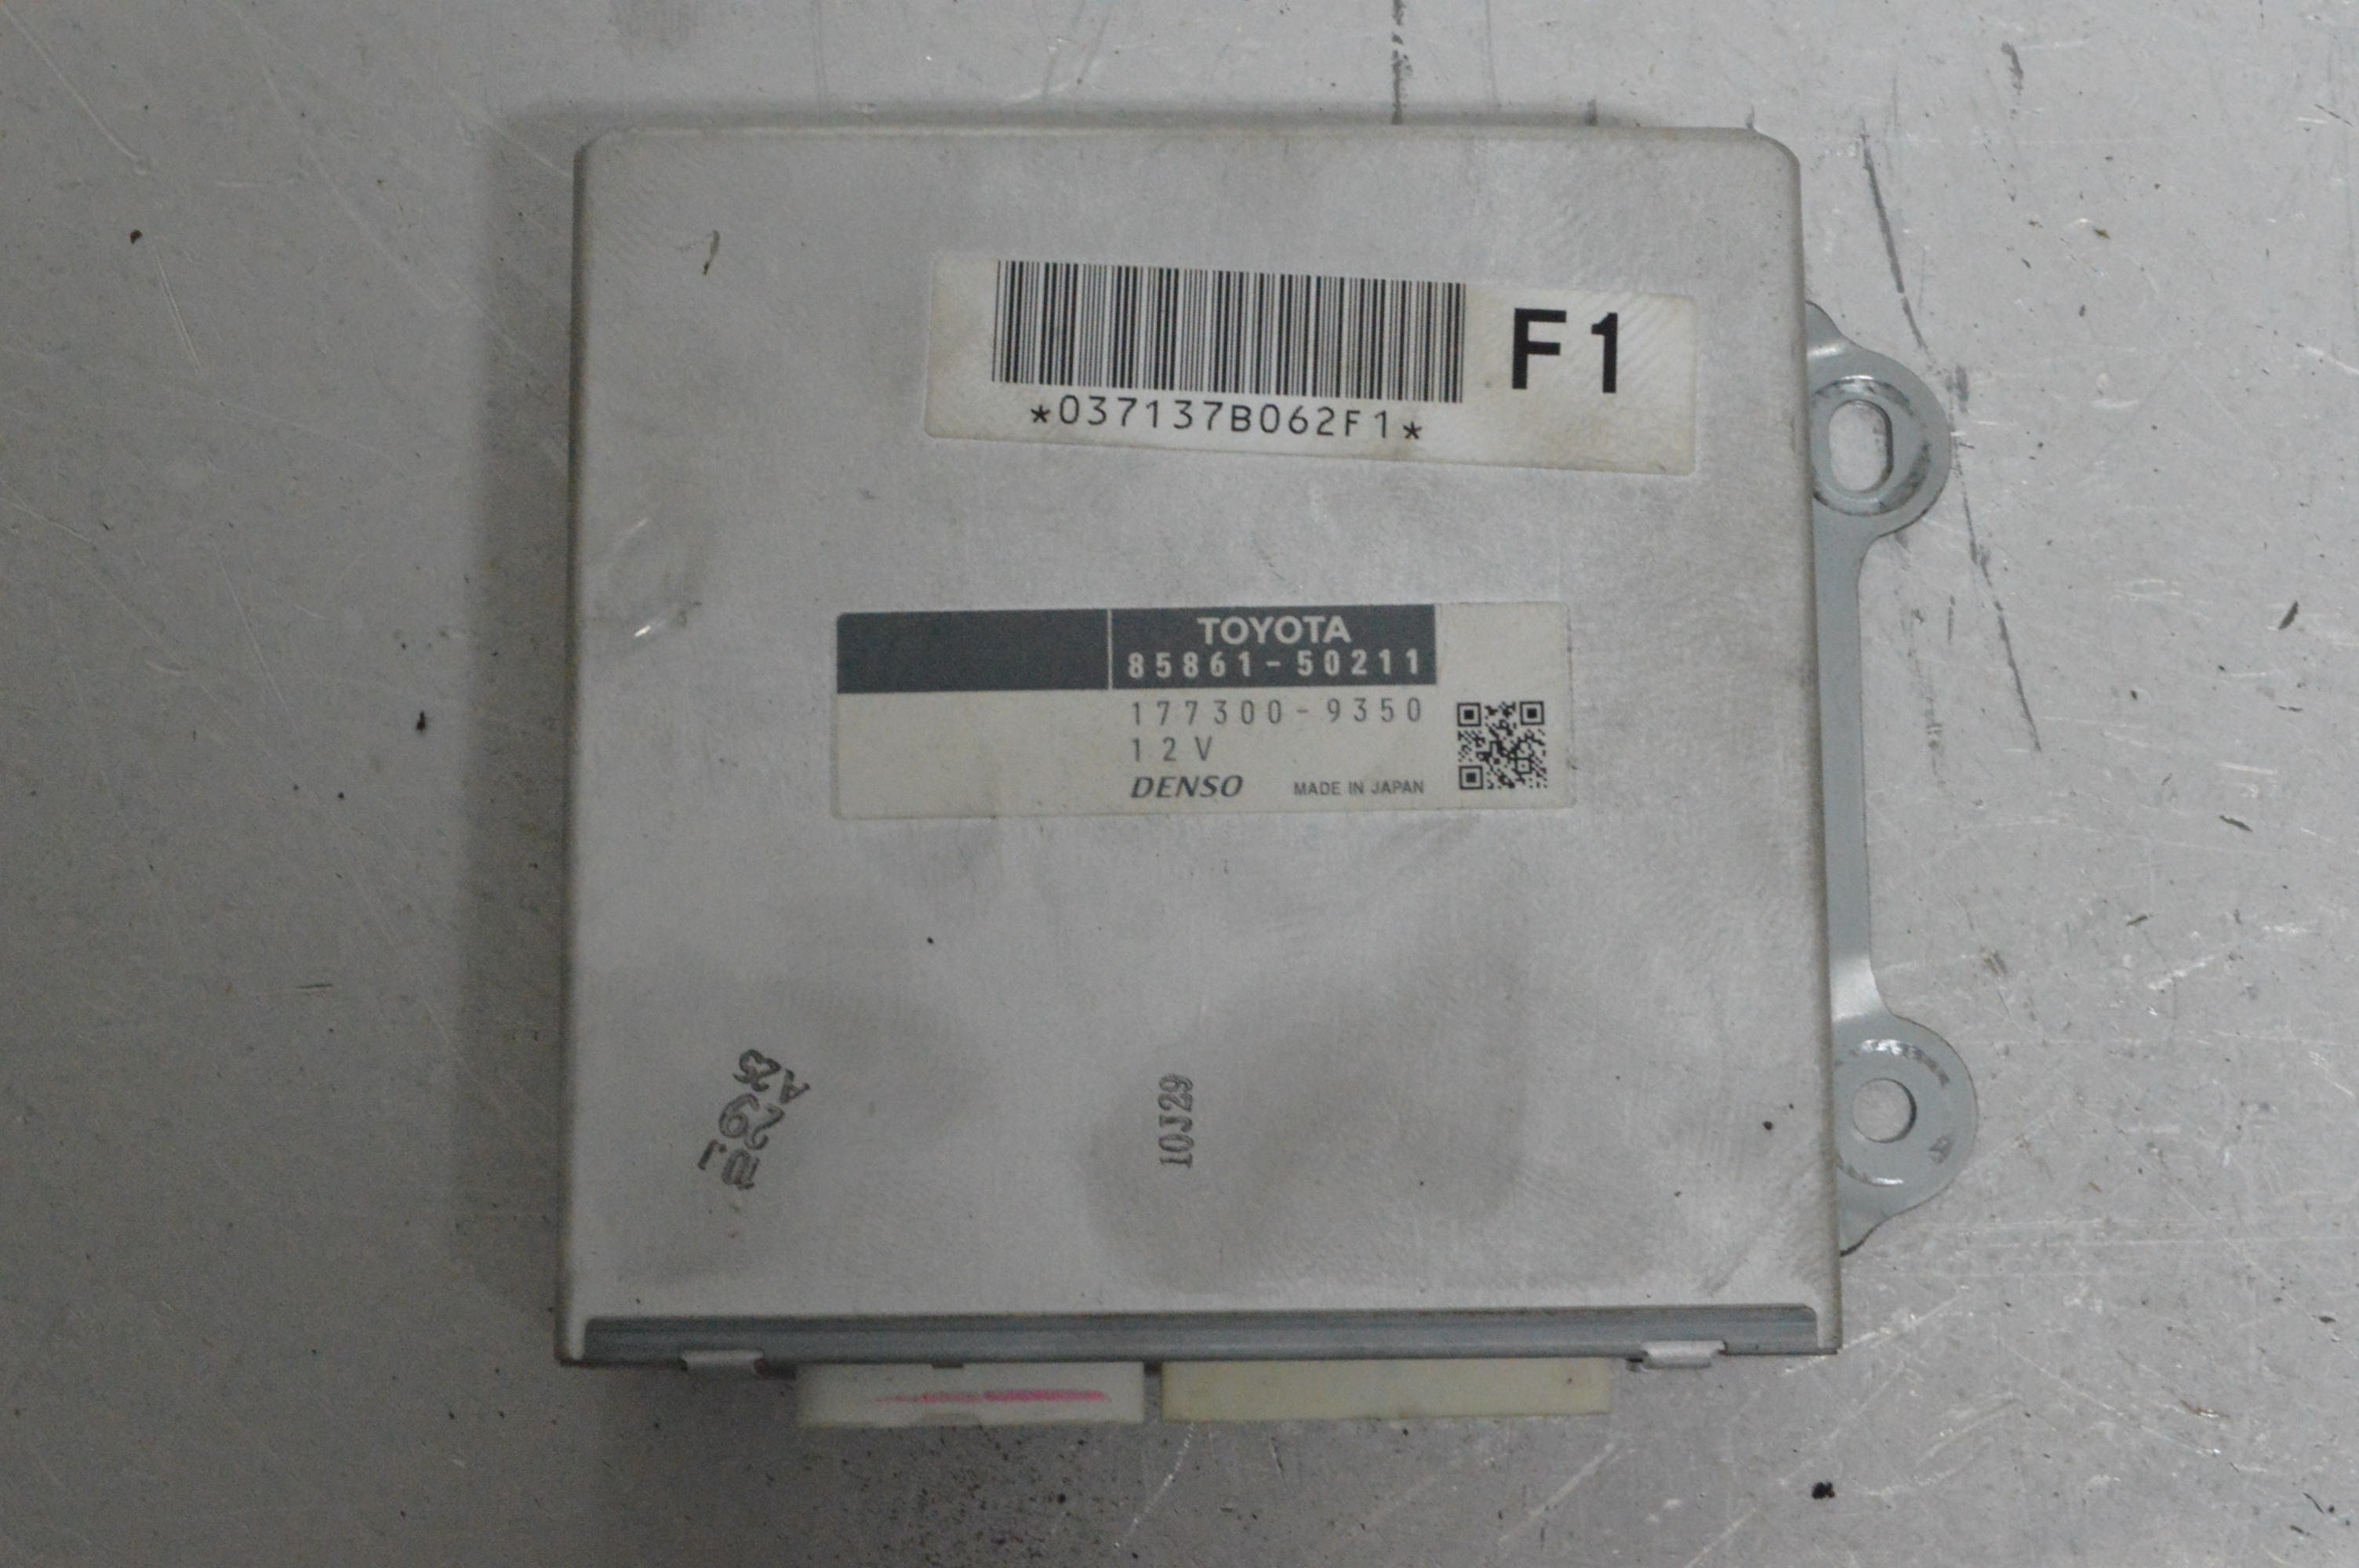 F1
*037137B062F1*
TOYOTA
85861-50211
177300-9350
12V
DENSO MADE IN JAPAN
10J29